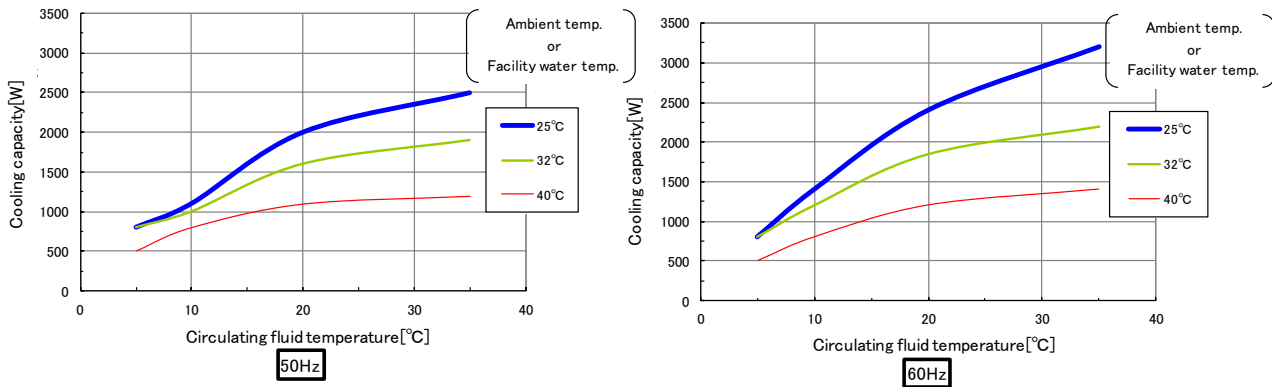 3500
3000
2500
2000
1500
1000
500
0
Cooling capacity[W]
0
10
20
30
40
Circulating fluid temperature[℃]
50Hz
Ambient temp.
or
Facility water temp.
25℃
32℃
40℃
3500
3000
2500
2000
1500
1000
500
0
Cooling capacity[W]
0
10
20
30
40
Circulating fluid temperature[℃]
60Hz
Ambient temp.
or
Facility water temp.
25℃
32℃
40℃